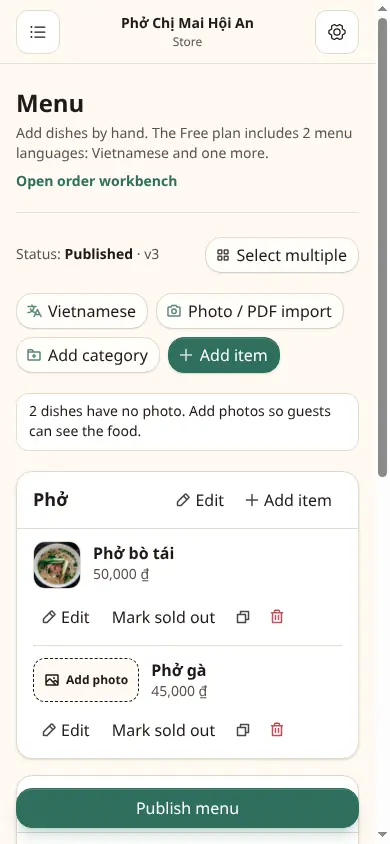 Phở Chị Mai Hội An
Store
Menu
Add dishes by hand. The Free plan includes 2 menu
languages: Vietnamese and one more.
Open order workbench
Status: Published · v3
Select multiple
Vietnamese
Photo / PDF import
Add category
Add item
2 dishes have no photo. Add photos so guests
can see the food.
Phở
Edit
Add item
Phở bò tái
50,000 ₫
Edit
Mark sold out
Add photo
Phở gà
45,000 ₫
Edit
Mark sold out
Publish menu